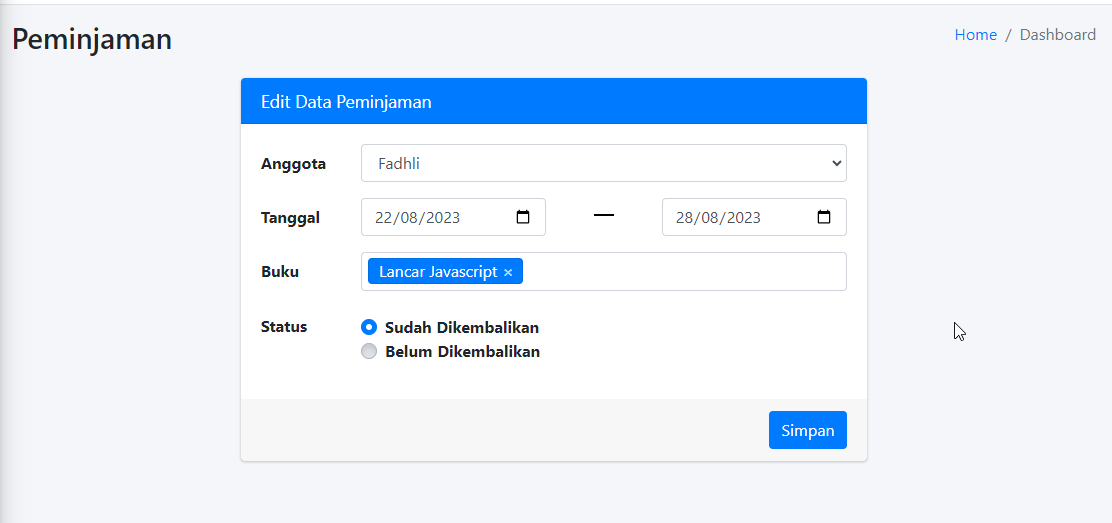 Peminjaman
Home / Dashboard
Edit Data Peminjaman
Anggota Fadhli
Tanggal 22/08/2023 — 28/08/2023
Buku Lancar Javascript ×
Status Sudah Dikembalikan
Belum Dikembalikan
Simpan